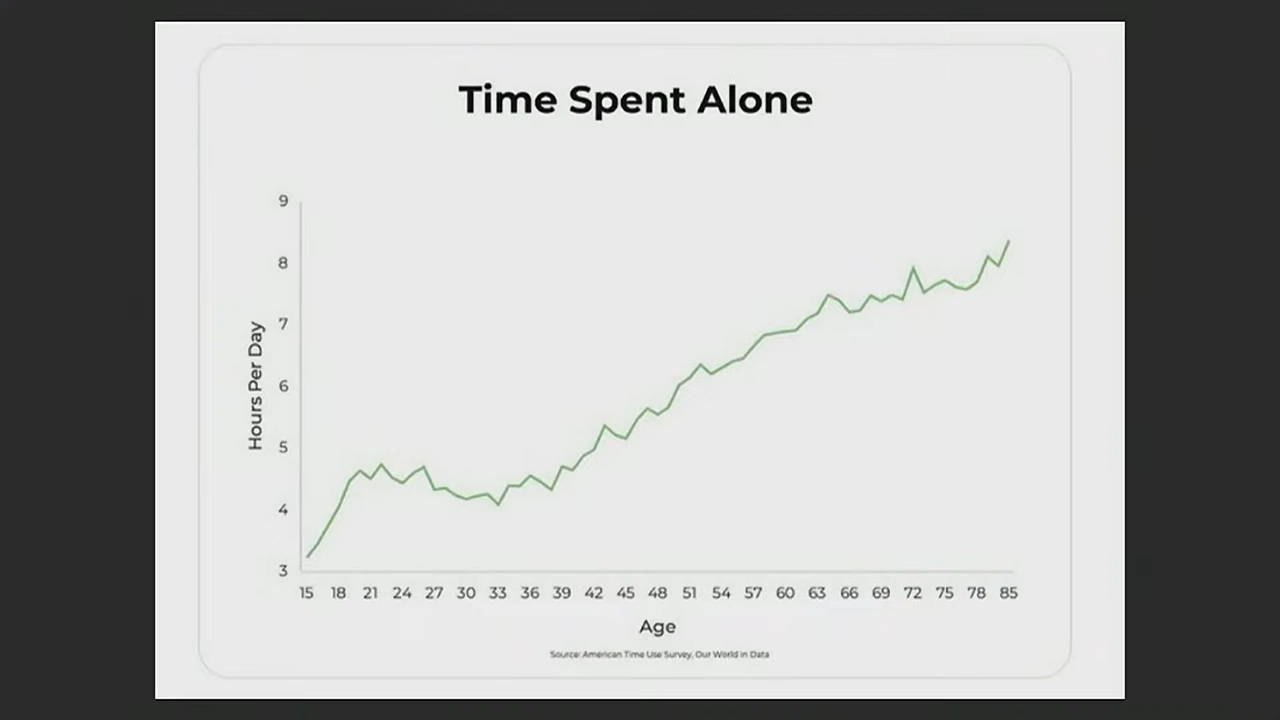 Time Spent Alone
9
8
7
6
5
4
3
Hours Per Day
15 18 21 24 27 30 33 36 39 42 45 48 51 54 57 60 63 66 69 72 75 78 85
Age
Source: American Time Use Survey, Our World in Data